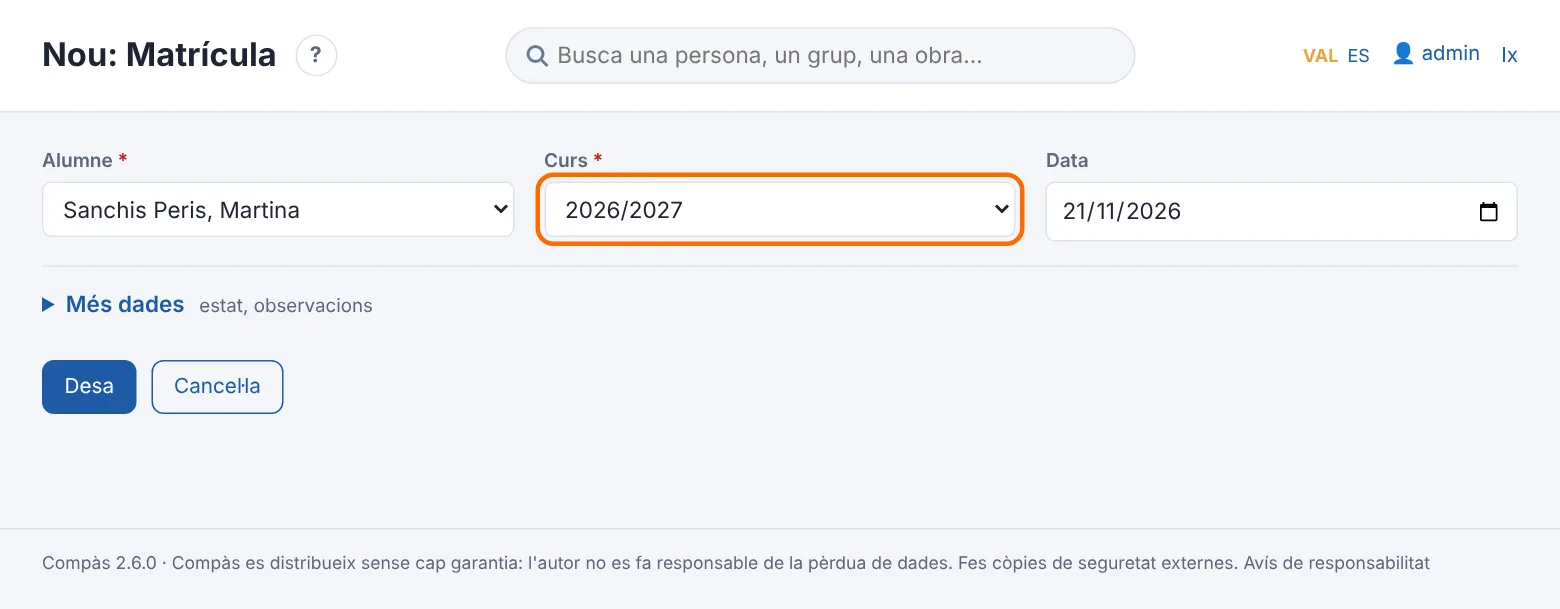 Nou: Matrícula ?
Busca una persona, un grup, una obra...
VAL ES admin Ix
Alumne * Curs * Data
Sanchis Peris, Martina 2026/2027 21/11/2026
Més dades estat, observacions
Desa Cancel·la
Compàs 2.6.0 · Compàs es distribueix sense cap garantia: l'autor no es fa responsable de la pèrdua de dades. Fes còpies de seguretat externes. Avís de responsabilitat